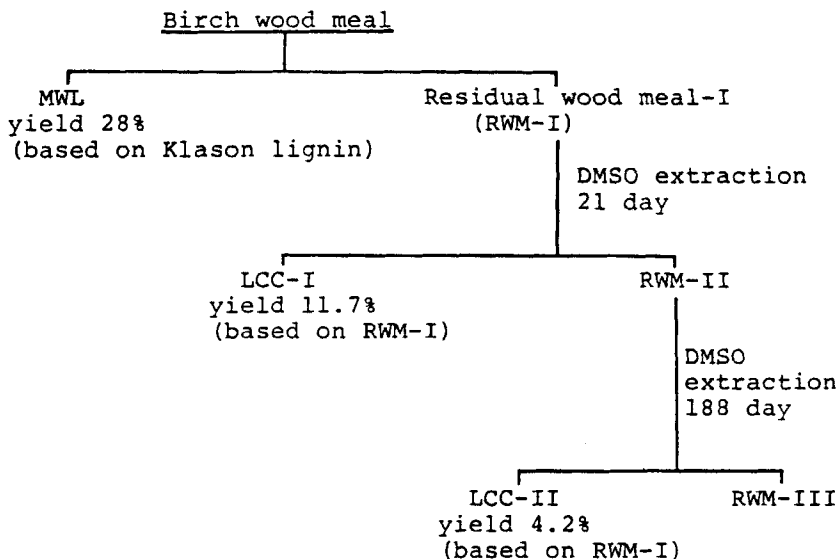 Birch wood meal
MWL
yield 28%
(based on Klason lignin)
Residual wood meal-I
(RWM-I)
DMSO extraction
21 day
LCC-I
yield 11.7%
(based on RWM-I)
RWM-II
DMSO
extraction
188 day
LCC-II
yield 4.2%
(based on RWM-I)
RWM-III